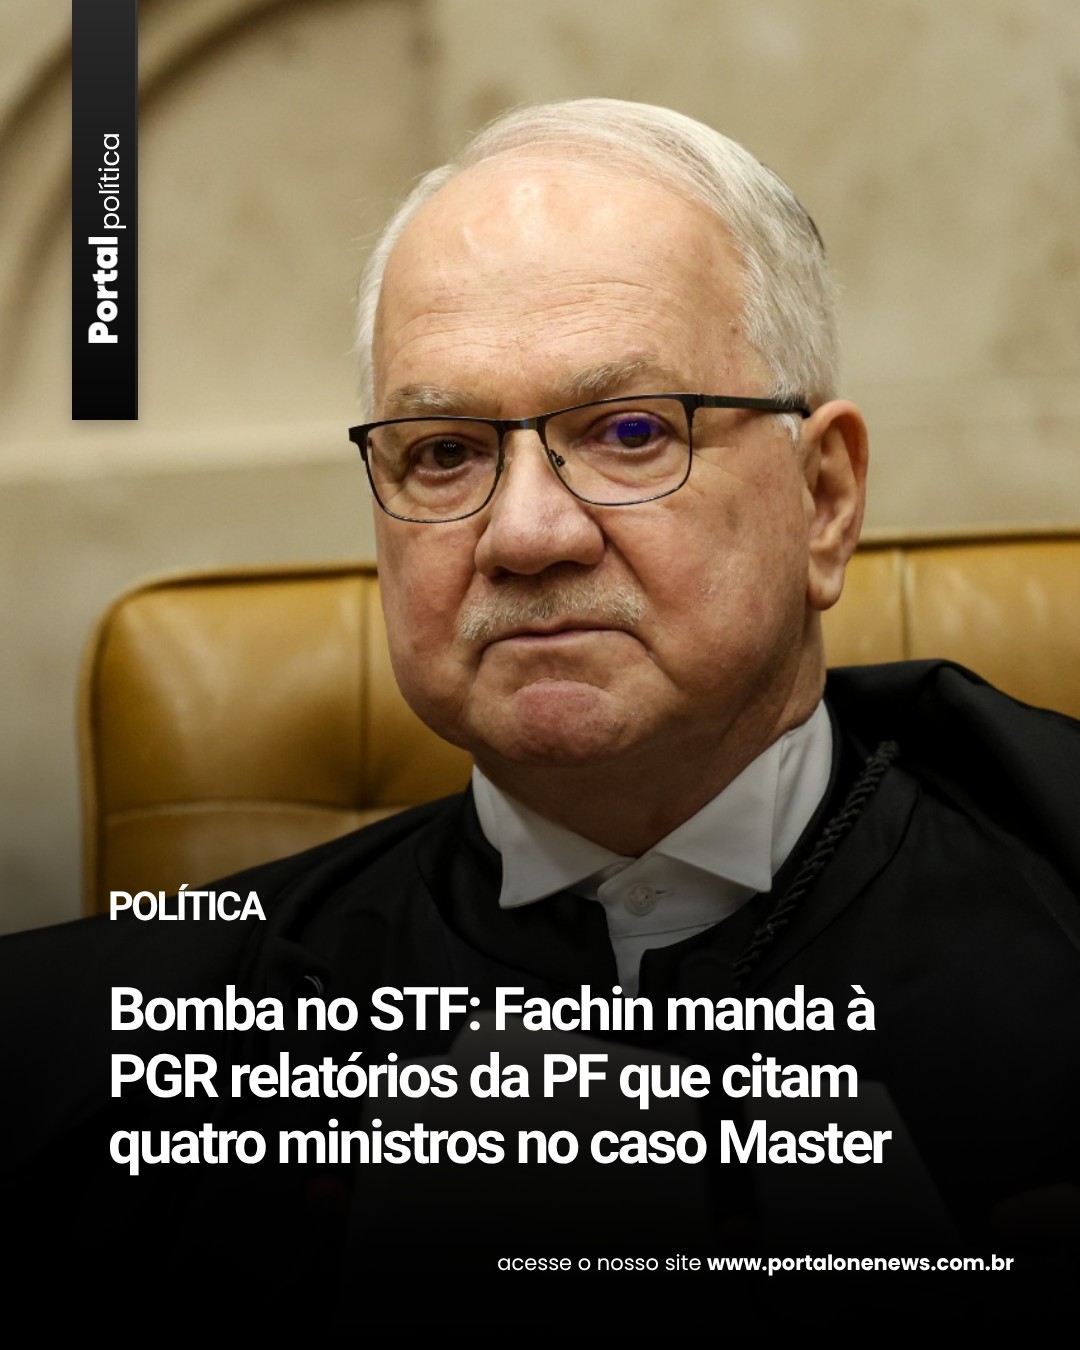 Portal política
POLÍTICA
Bomba no STF: Fachin manda à
PGR relatórios da PF que citam
quatro ministros no caso Master
acesse o nosso site www.portalonenews.com.br